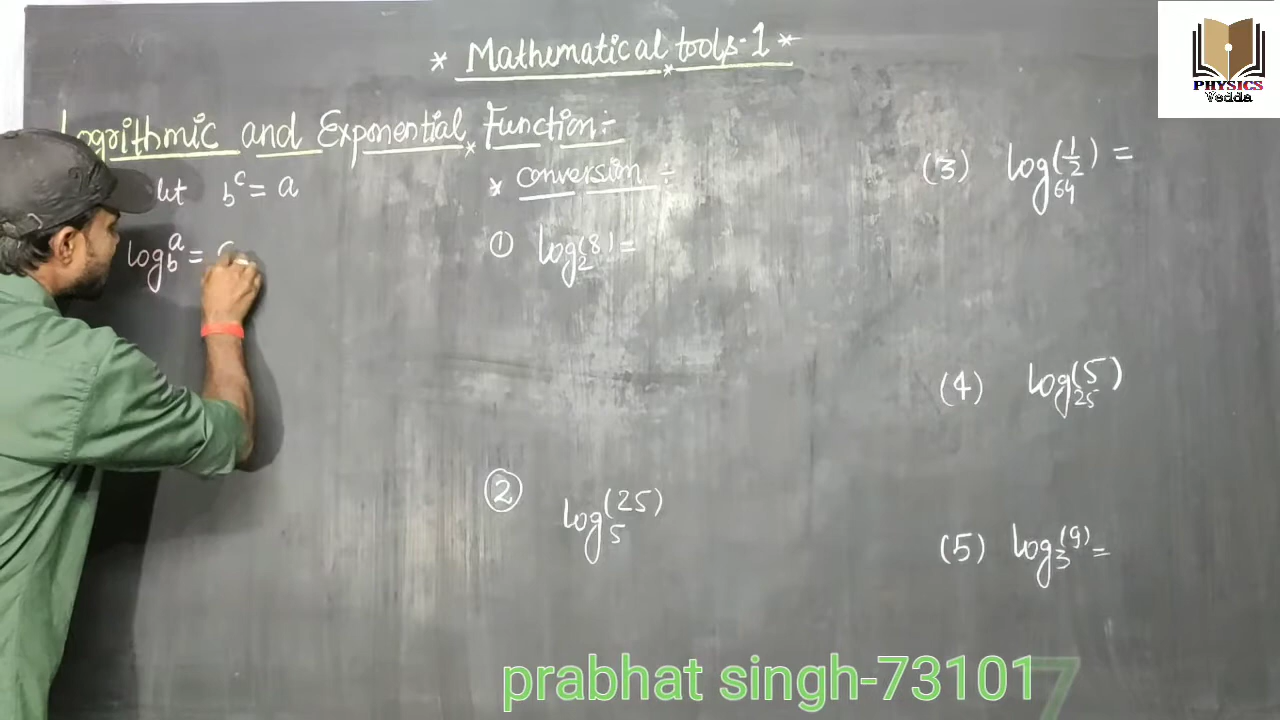 * Mathematical tools-1 *
PHYSICS
Vedda
Logrithmic and Exponential Function:-
let b^c = a
log_b^a = c
* conversion :-
① log_2(8) =
② log_5(25)
(3) log_64(1/2) =
(4) log_25(5)
(5) log_3(9) =
prabhat singh-731017